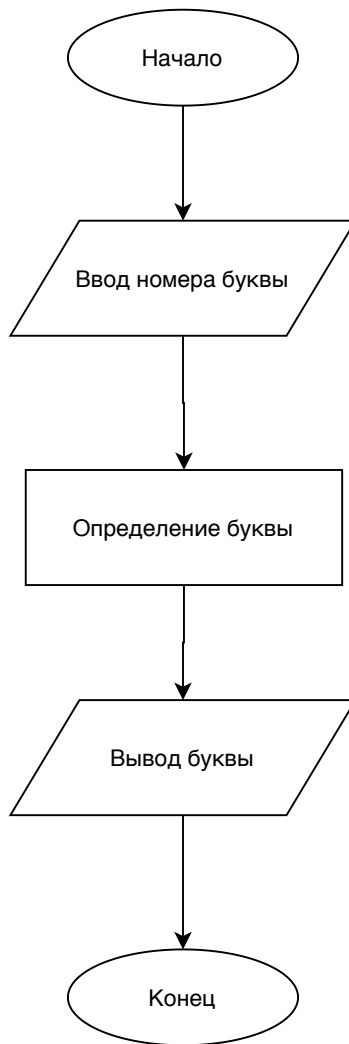 Начало
Ввод номера буквы
Определение буквы
Вывод буквы
Конец